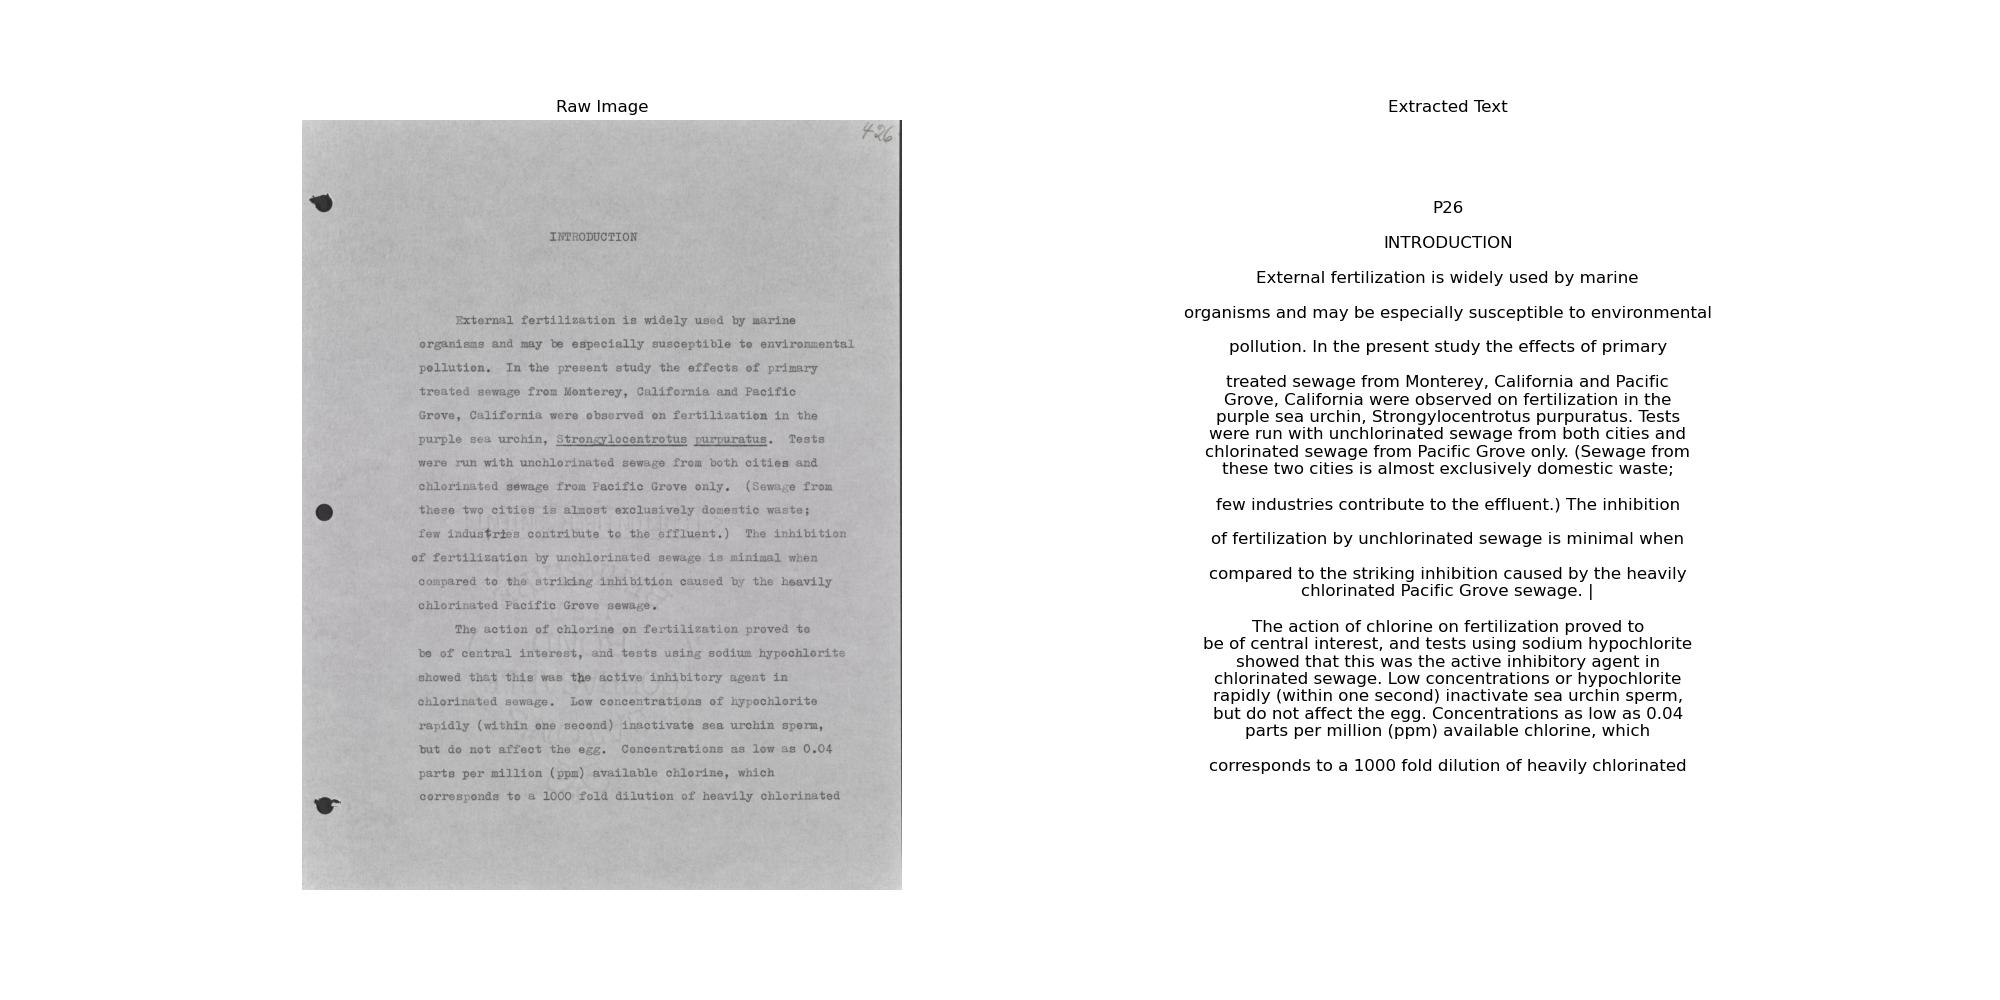 Raw Image
426
INTRODUCTION
External fertilization is widely used by marine
organisms and may be especially susceptible to environmental
pollution.  In the present study the effects of primary
treated sewage from Monterey, California and Pacific
Grove, California were observed on fertilization in the
purple sea urchin, Strongylocentrotus purpuratus.  Tests
were run with unchlorinated sewage from both cities and
chlorinated sewage from Pacific Grove only.  (Sewage from
these two cities is almost exclusively domestic waste;
few industries contribute to the effluent.)  The inhibition
of fertilization by unchlorinated sewage is minimal when
compared to the striking inhibition caused by the heavily
chlorinated Pacific Grove sewage.
The action of chlorine on fertilization proved to
be of central interest, and tests using sodium hypochlorite
showed that this was the active inhibitory agent in
chlorinated sewage.  Low concentrations of hypochlorite
rapidly (within one second) inactivate sea urchin sperm,
but do not affect the egg.  Concentrations as low as 0.04
parts per million (ppm) available chlorine, which
corresponds to a 1000 fold dilution of heavily chlorinated
Extracted Text
P26
INTRODUCTION
External fertilization is widely used by marine
organisms and may be especially susceptible to environmental
pollution. In the present study the effects of primary
treated sewage from Monterey, California and Pacific
Grove, California were observed on fertilization in the
purple sea urchin, Strongylocentrotus purpuratus. Tests
were run with unchlorinated sewage from both cities and
chlorinated sewage from Pacific Grove only. (Sewage from
these two cities is almost exclusively domestic waste;
few industries contribute to the effluent.) The inhibition
of fertilization by unchlorinated sewage is minimal when
compared to the striking inhibition caused by the heavily
chlorinated Pacific Grove sewage. |
The action of chlorine on fertilization proved to
be of central interest, and tests using sodium hypochlorite
showed that this was the active inhibitory agent in
chlorinated sewage. Low concentrations or hypochlorite
rapidly (within one second) inactivate sea urchin sperm,
but do not affect the egg. Concentrations as low as 0.04
parts per million (ppm) available chlorine, which
corresponds to a 1000 fold dilution of heavily chlorinated